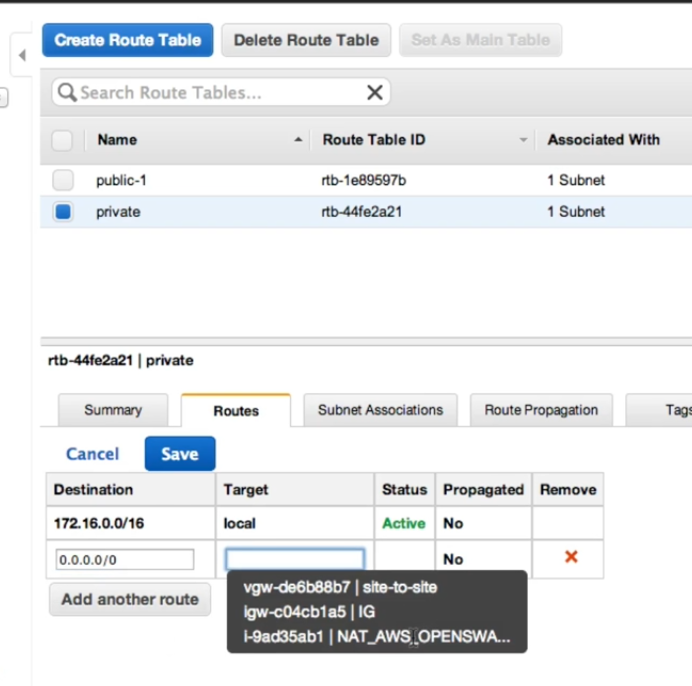 Create Route Table Delete Route Table Set As Main Table
Search Route Tables...
Name Route Table ID Associated With
public-1 rtb-1e89597b 1 Subnet
private rtb-44fe2a21 1 Subnet
rtb-44fe2a21 | private
Summary Routes Subnet Associations Route Propagation Tags
Cancel Save
Destination Target Status Propagated Remove
172.16.0.0/16 local Active No
0.0.0.0/0 No
vgw-de6b88b7 | site-to-site
igw-c04cb1a5 | IG
Add another route
i-9ad35ab1 | NAT_AWS_OPENSWA...